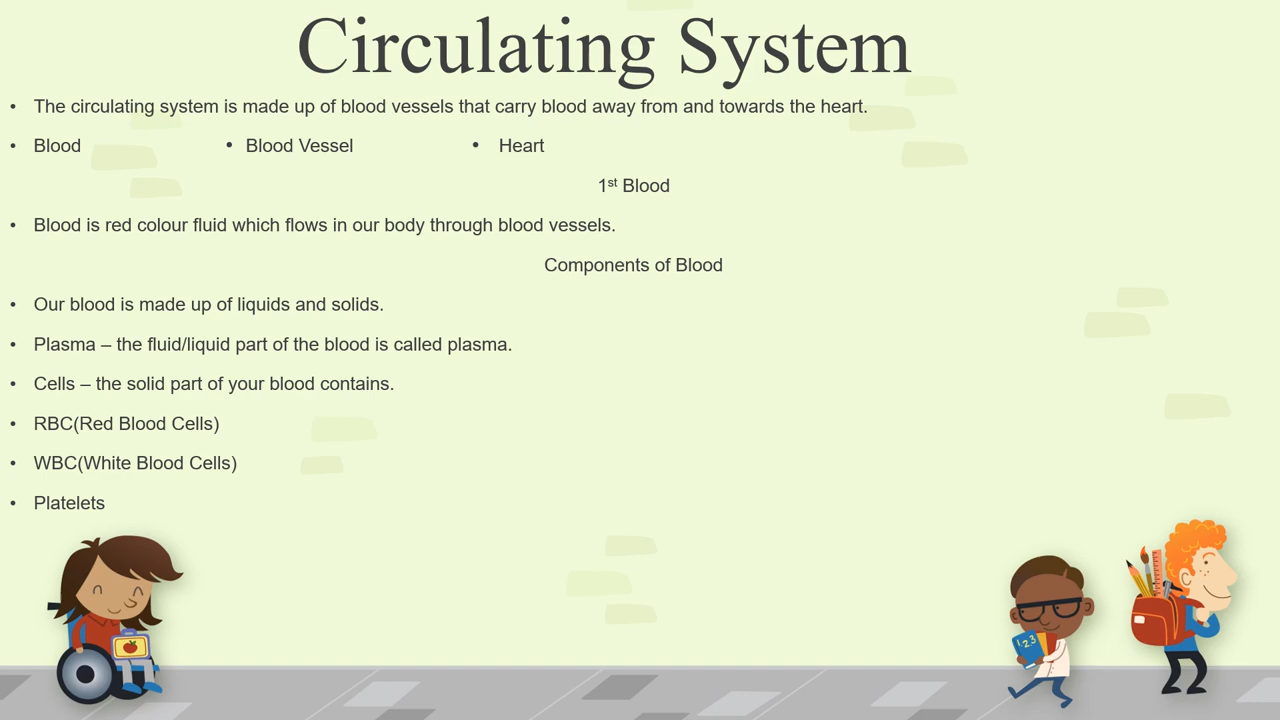 Circulating System
• The circulating system is made up of blood vessels that carry blood away from and towards the heart.
• Blood • Blood Vessel • Heart
1st Blood
• Blood is red colour fluid which flows in our body through blood vessels.
Components of Blood
• Our blood is made up of liquids and solids.
• Plasma – the fluid/liquid part of the blood is called plasma.
• Cells – the solid part of your blood contains.
• RBC(Red Blood Cells)
• WBC(White Blood Cells)
• Platelets
1 2 3